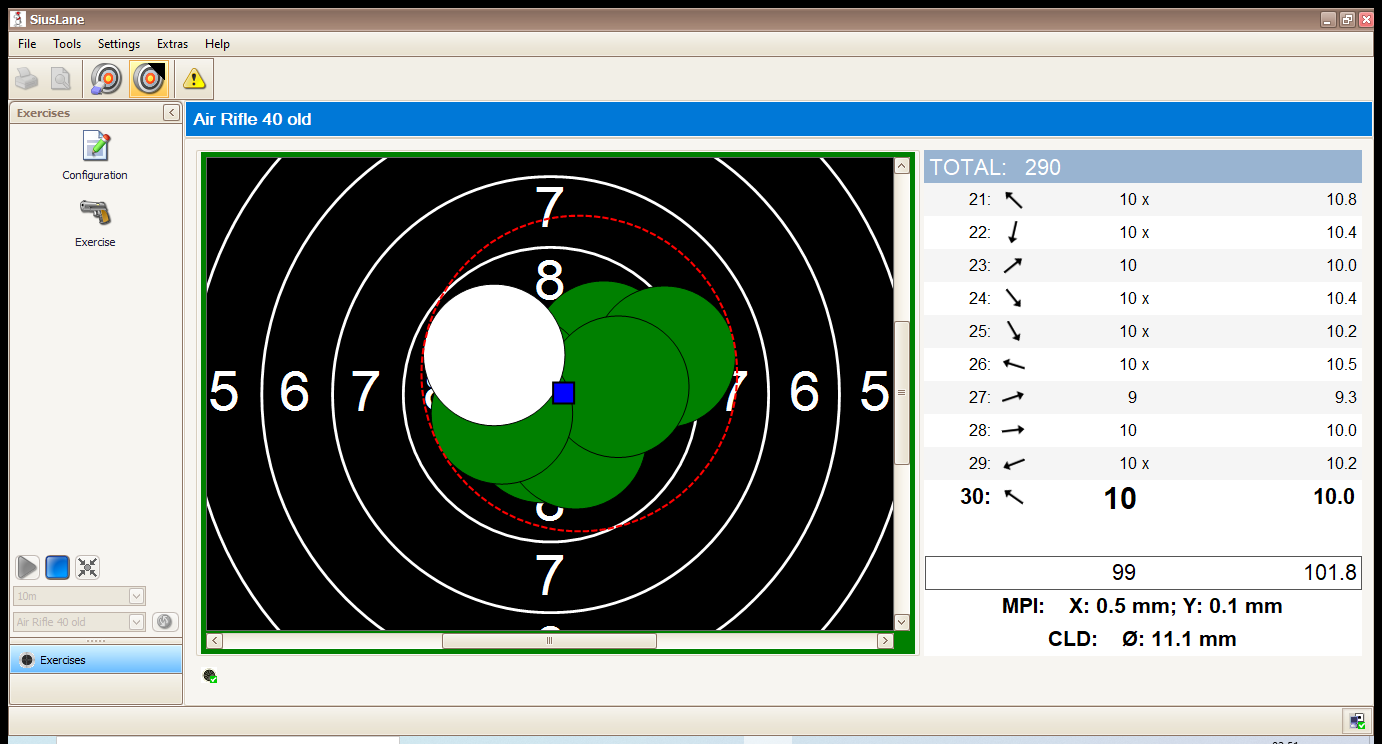 SiusLane
File Tools Settings Extras Help
Exercises
Configuration
Exercise
10m
Air Rifle 40 old
Exercises
Air Rifle 40 old
7
8
5 6 7 7 6 5
7
TOTAL: 290
21: 10 x 10.8
22: 10 x 10.4
23: 10 10.0
24: 10 x 10.4
25: 10 x 10.2
26: 10 x 10.5
27: 9 9.3
28: 10 10.0
29: 10 x 10.2
30: 10 10.0
99 101.8
MPI: X: 0.5 mm; Y: 0.1 mm
CLD: Ø: 11.1 mm